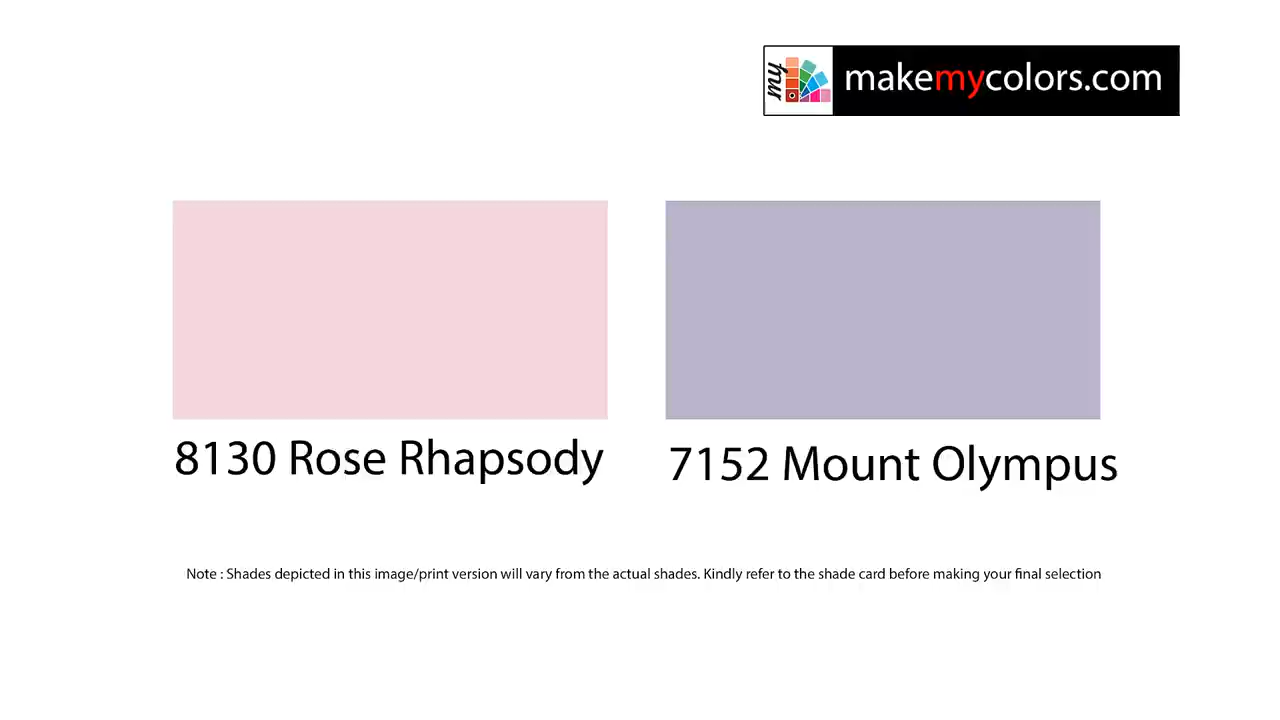 my
makemycolors.com
8130 Rose Rhapsody
7152 Mount Olympus
Note : Shades depicted in this image/print version will vary from the actual shades. Kindly refer to the shade card before making your final selection